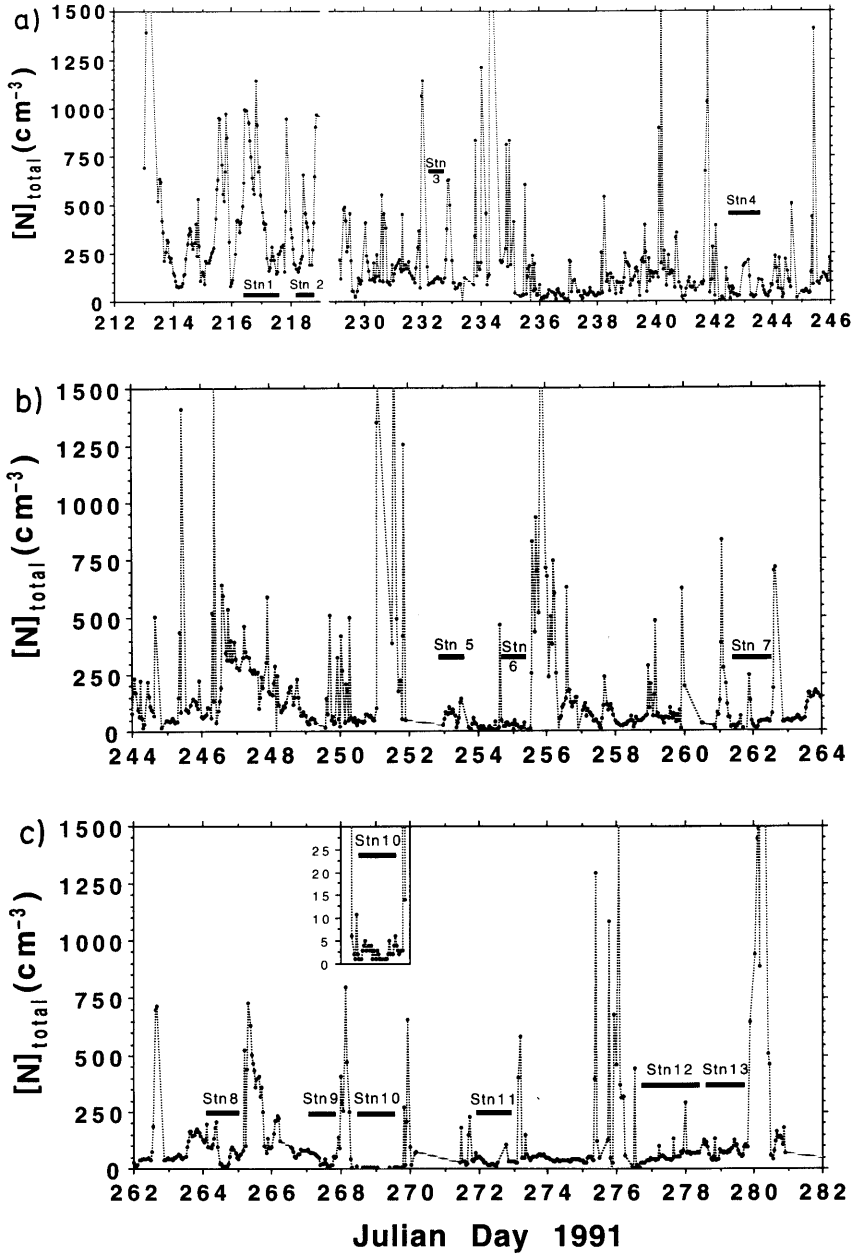 a)
[N]total (cm-3)
1500
1250
1000
750
500
250
0
Stn1
Stn 2
Stn
3
Stn4
212 214 216 218 230 232 234 236 238 240 242 244 246
b)
[N]total (cm-3)
1500
1250
1000
750
500
250
0
Stn 5
Stn
6
Stn 7
244 246 248 250 252 254 256 258 260 262 264
c)
[N]total (cm-3)
1500
1250
1000
750
500
250
0
25
20
15
10
5
0
Stn10
Stn8
Stn9
Stn10
Stn11
Stn12
Stn13
262 264 266 268 270 272 274 276 278 280 282
Julian Day 1991